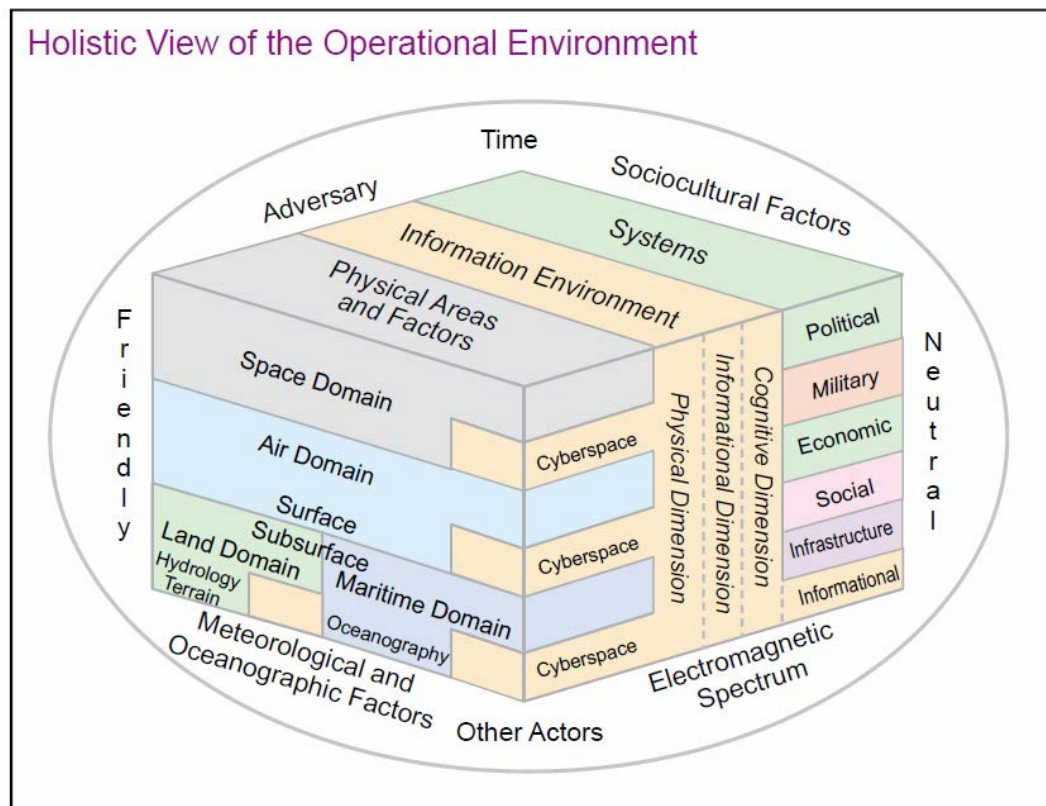 Holistic View of the Operational Environment
Time
Adversary
Sociocultural Factors
Systems
Information Environment
Physical Areas
and Factors
Friendly
Neutral
Space Domain
Air Domain
Surface
Subsurface
Land Domain
Hydrology
Terrain
Maritime Domain
Oceanography
Cyberspace
Cyberspace
Cyberspace
Physical Dimension
Informational Dimension
Cognitive Dimension
Political
Military
Economic
Social
Infrastructure
Informational
Meteorological and
Oceanographic Factors
Electromagnetic
Spectrum
Other Actors